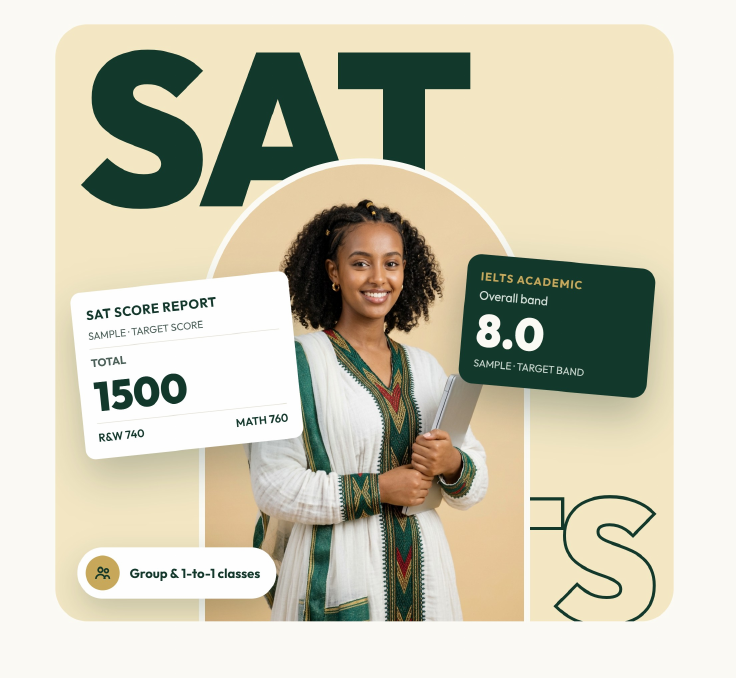 SAT
SAT SCORE REPORT
SAMPLE · TARGET SCORE
TOTAL
1500
R&W 740
MATH 760
IELTS ACADEMIC
Overall band
8.0
SAMPLE · TARGET BAND
TS
Group & 1-to-1 classes